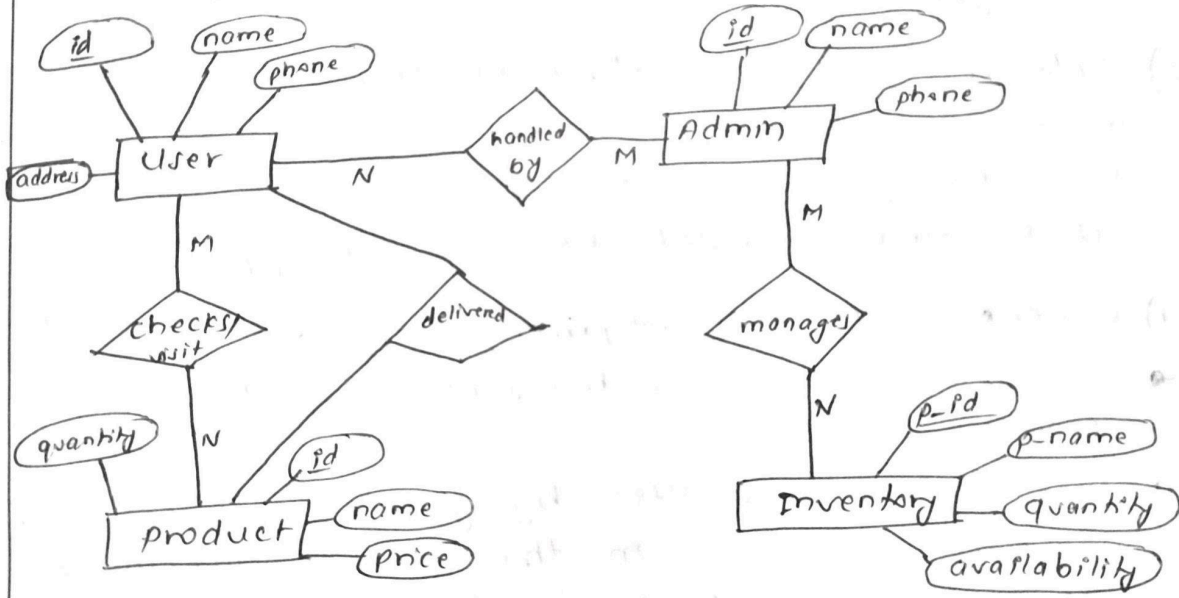 id
name
phone
User
address
handled
by
N
M
id
name
phone
Admin
M
checks/
visit
N
delivered
M
manages
N
quantity
id
name
price
product
p_id
p-name
quantity
availability
Inventory